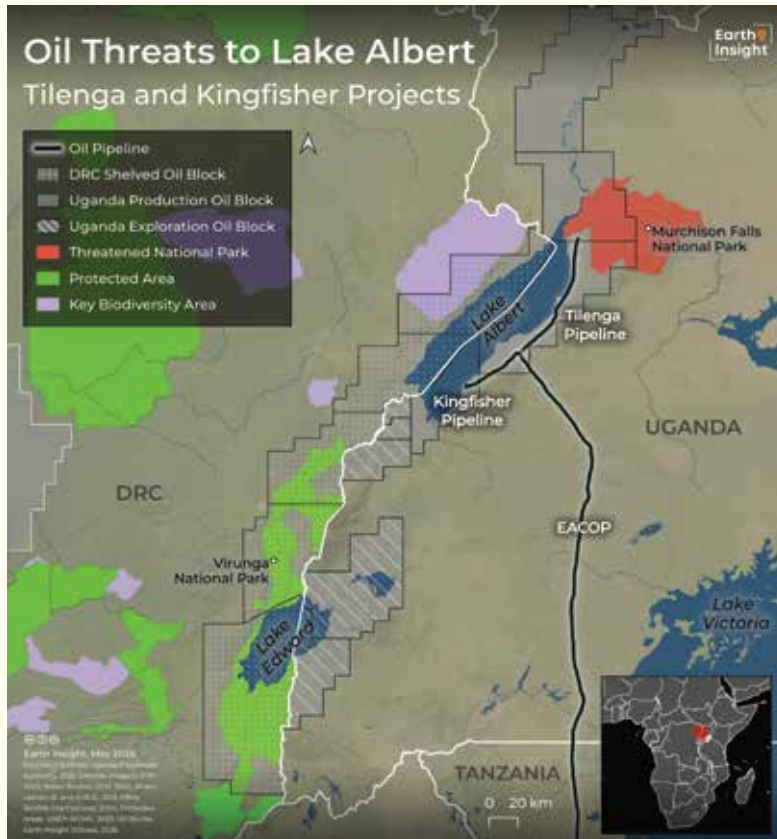 Oil Threats to Lake Albert
Tilenga and Kingfisher Projects
Earth
Insight
Oil Pipeline
DRC Shelved Oil Block
Uganda Production Oil Block
Uganda Exploration Oil Block
Threatened National Park
Protected Area
Key Biodiversity Area
Murchison Falls
National Park
Lake
Albert
Tilenga
Pipeline
Kingfisher
Pipeline
UGANDA
DRC
EACOP
Virunga
National Park
Lake
Edward
Lake
Victoria
TANZANIA
0 20 km
Earth Insight, May 2026